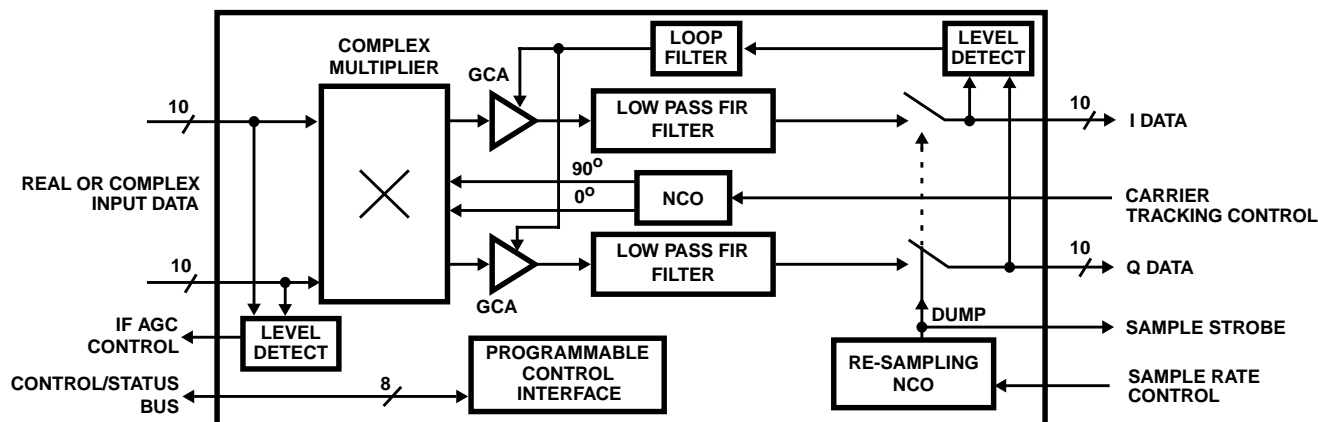 COMPLEX
MULTIPLIER
LOOP
FILTER
LEVEL
DETECT
GCA
10
LOW PASS FIR
FILTER
10
I DATA
REAL OR COMPLEX
INPUT DATA
90o
0o
NCO
CARRIER
TRACKING CONTROL
10
GCA
LOW PASS FIR
FILTER
10
Q DATA
IF AGC
CONTROL
LEVEL
DETECT
DUMP
SAMPLE STROBE
CONTROL/STATUS
BUS
8
PROGRAMMABLE
CONTROL
INTERFACE
RE-SAMPLING
NCO
SAMPLE RATE
CONTROL